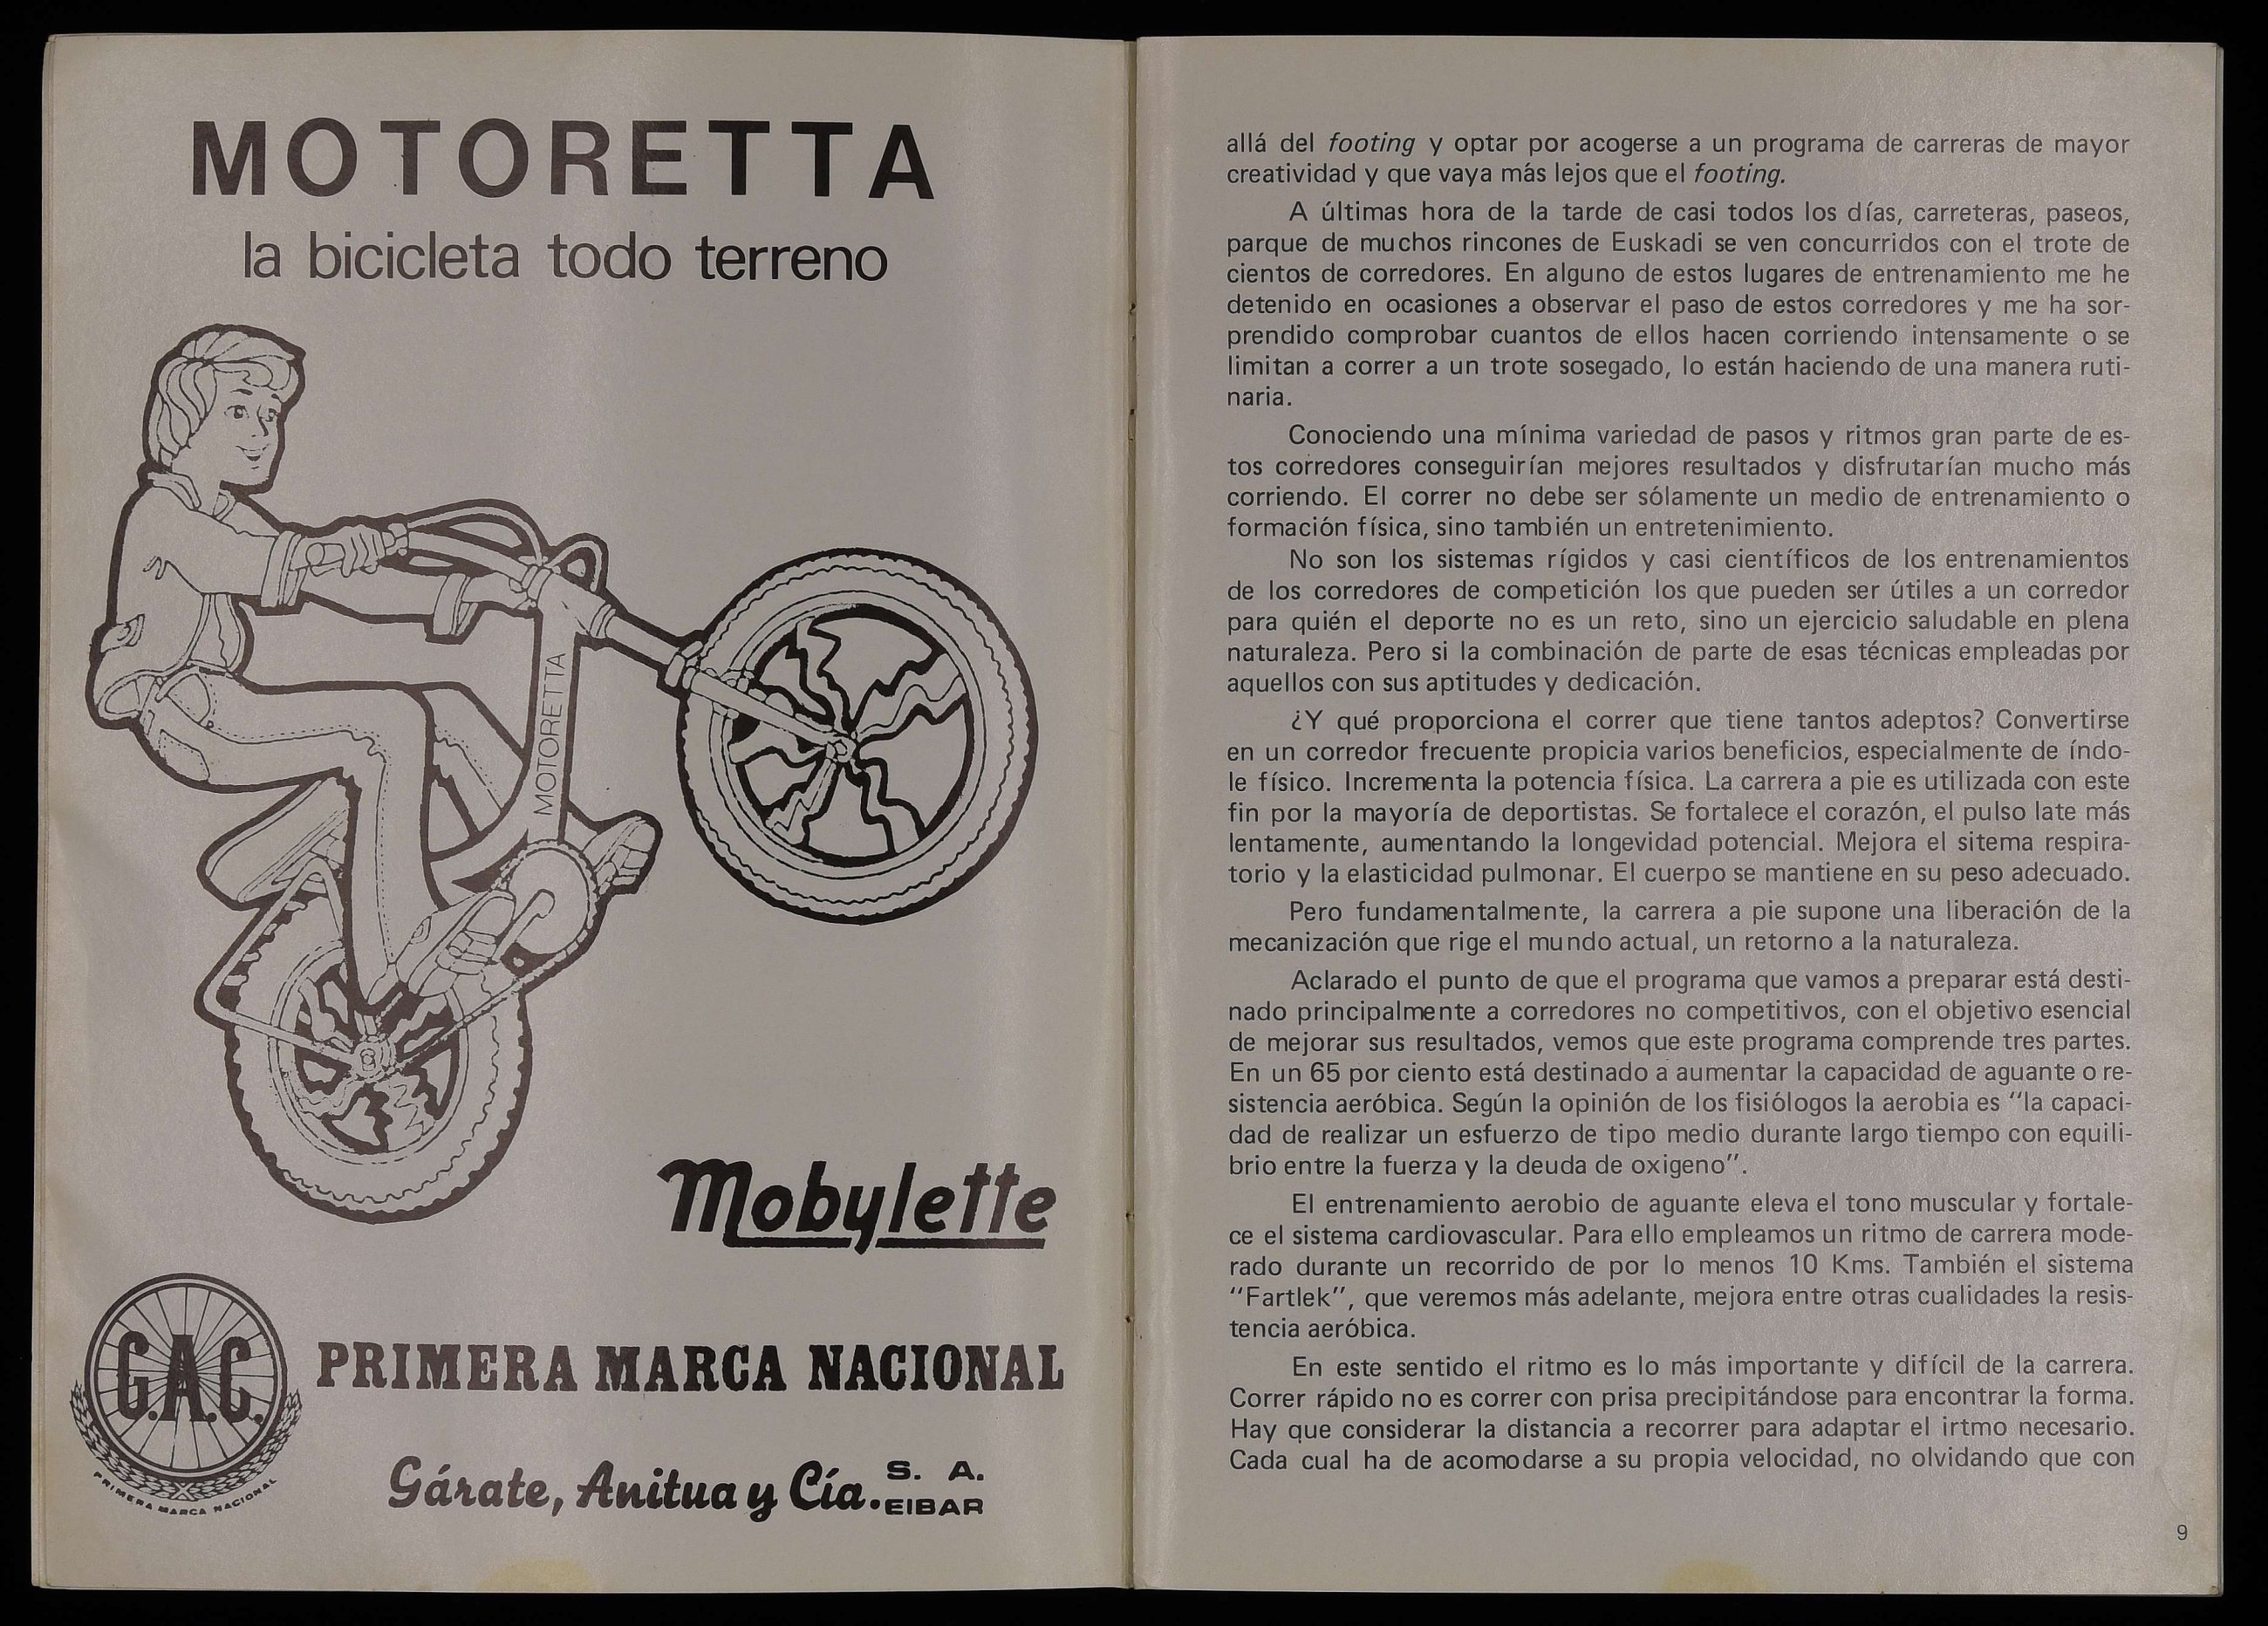 MOTORETTA
la bicicleta todo terreno
MOTORETTA
Mobylette
G.A.C.
PRIMERA MARCA NACIONAL
PRIMERA MARCA NACIONAL
Gárate, Anitua y Cía. S. A.
EIBAR
allá del footing y optar por acogerse a un programa de carreras de mayor
creatividad y que vaya más lejos que el footing.
A últimas hora de la tarde de casi todos los días, carreteras, paseos,
parque de muchos rincones de Euskadi se ven concurridos con el trote de
cientos de corredores. En alguno de estos lugares de entrenamiento me he
detenido en ocasiones a observar el paso de estos corredores y me ha sor-
prendido comprobar cuantos de ellos hacen corriendo intensamente o se
limitan a correr a un trote sosegado, lo están haciendo de una manera ruti-
naria.
Conociendo una mínima variedad de pasos y ritmos gran parte de es-
tos corredores conseguirían mejores resultados y disfrutarían mucho más
corriendo. El correr no debe ser sólamente un medio de entrenamiento o
formación física, sino también un entretenimiento.
No son los sistemas rígidos y casi científicos de los entrenamientos
de los corredores de competición los que pueden ser útiles a un corredor
para quién el deporte no es un reto, sino un ejercicio saludable en plena
naturaleza. Pero si la combinación de parte de esas técnicas empleadas por
aquellos con sus aptitudes y dedicación.
¿Y qué proporciona el correr que tiene tantos adeptos? Convertirse
en un corredor frecuente propicia varios beneficios, especialmente de índo-
le físico. Incrementa la potencia física. La carrera a pie es utilizada con este
fin por la mayoría de deportistas. Se fortalece el corazón, el pulso late más
lentamente, aumentando la longevidad potencial. Mejora el sitema respira-
torio y la elasticidad pulmonar. El cuerpo se mantiene en su peso adecuado.
Pero fundamentalmente, la carrera a pie supone una liberación de la
mecanización que rige el mundo actual, un retorno a la naturaleza.
Aclarado el punto de que el programa que vamos a preparar está desti-
nado principalmente a corredores no competitivos, con el objetivo esencial
de mejorar sus resultados, vemos que este programa comprende tres partes.
En un 65 por ciento está destinado a aumentar la capacidad de aguante o re-
sistencia aeróbica. Según la opinión de los fisiólogos la aerobia es "la capaci-
dad de realizar un esfuerzo de tipo medio durante largo tiempo con equili-
brio entre la fuerza y la deuda de oxigeno".
El entrenamiento aerobio de aguante eleva el tono muscular y fortale-
ce el sistema cardiovascular. Para ello empleamos un ritmo de carrera mode-
rado durante un recorrido de por lo menos 10 Kms. También el sistema
"Fartlek", que veremos más adelante, mejora entre otras cualidades la resis-
tencia aeróbica.
En este sentido el ritmo es lo más importante y difícil de la carrera.
Correr rápido no es correr con prisa precipitándose para encontrar la forma.
Hay que considerar la distancia a recorrer para adaptar el irtmo necesario.
Cada cual ha de acomodarse a su propia velocidad, no olvidando que con
9